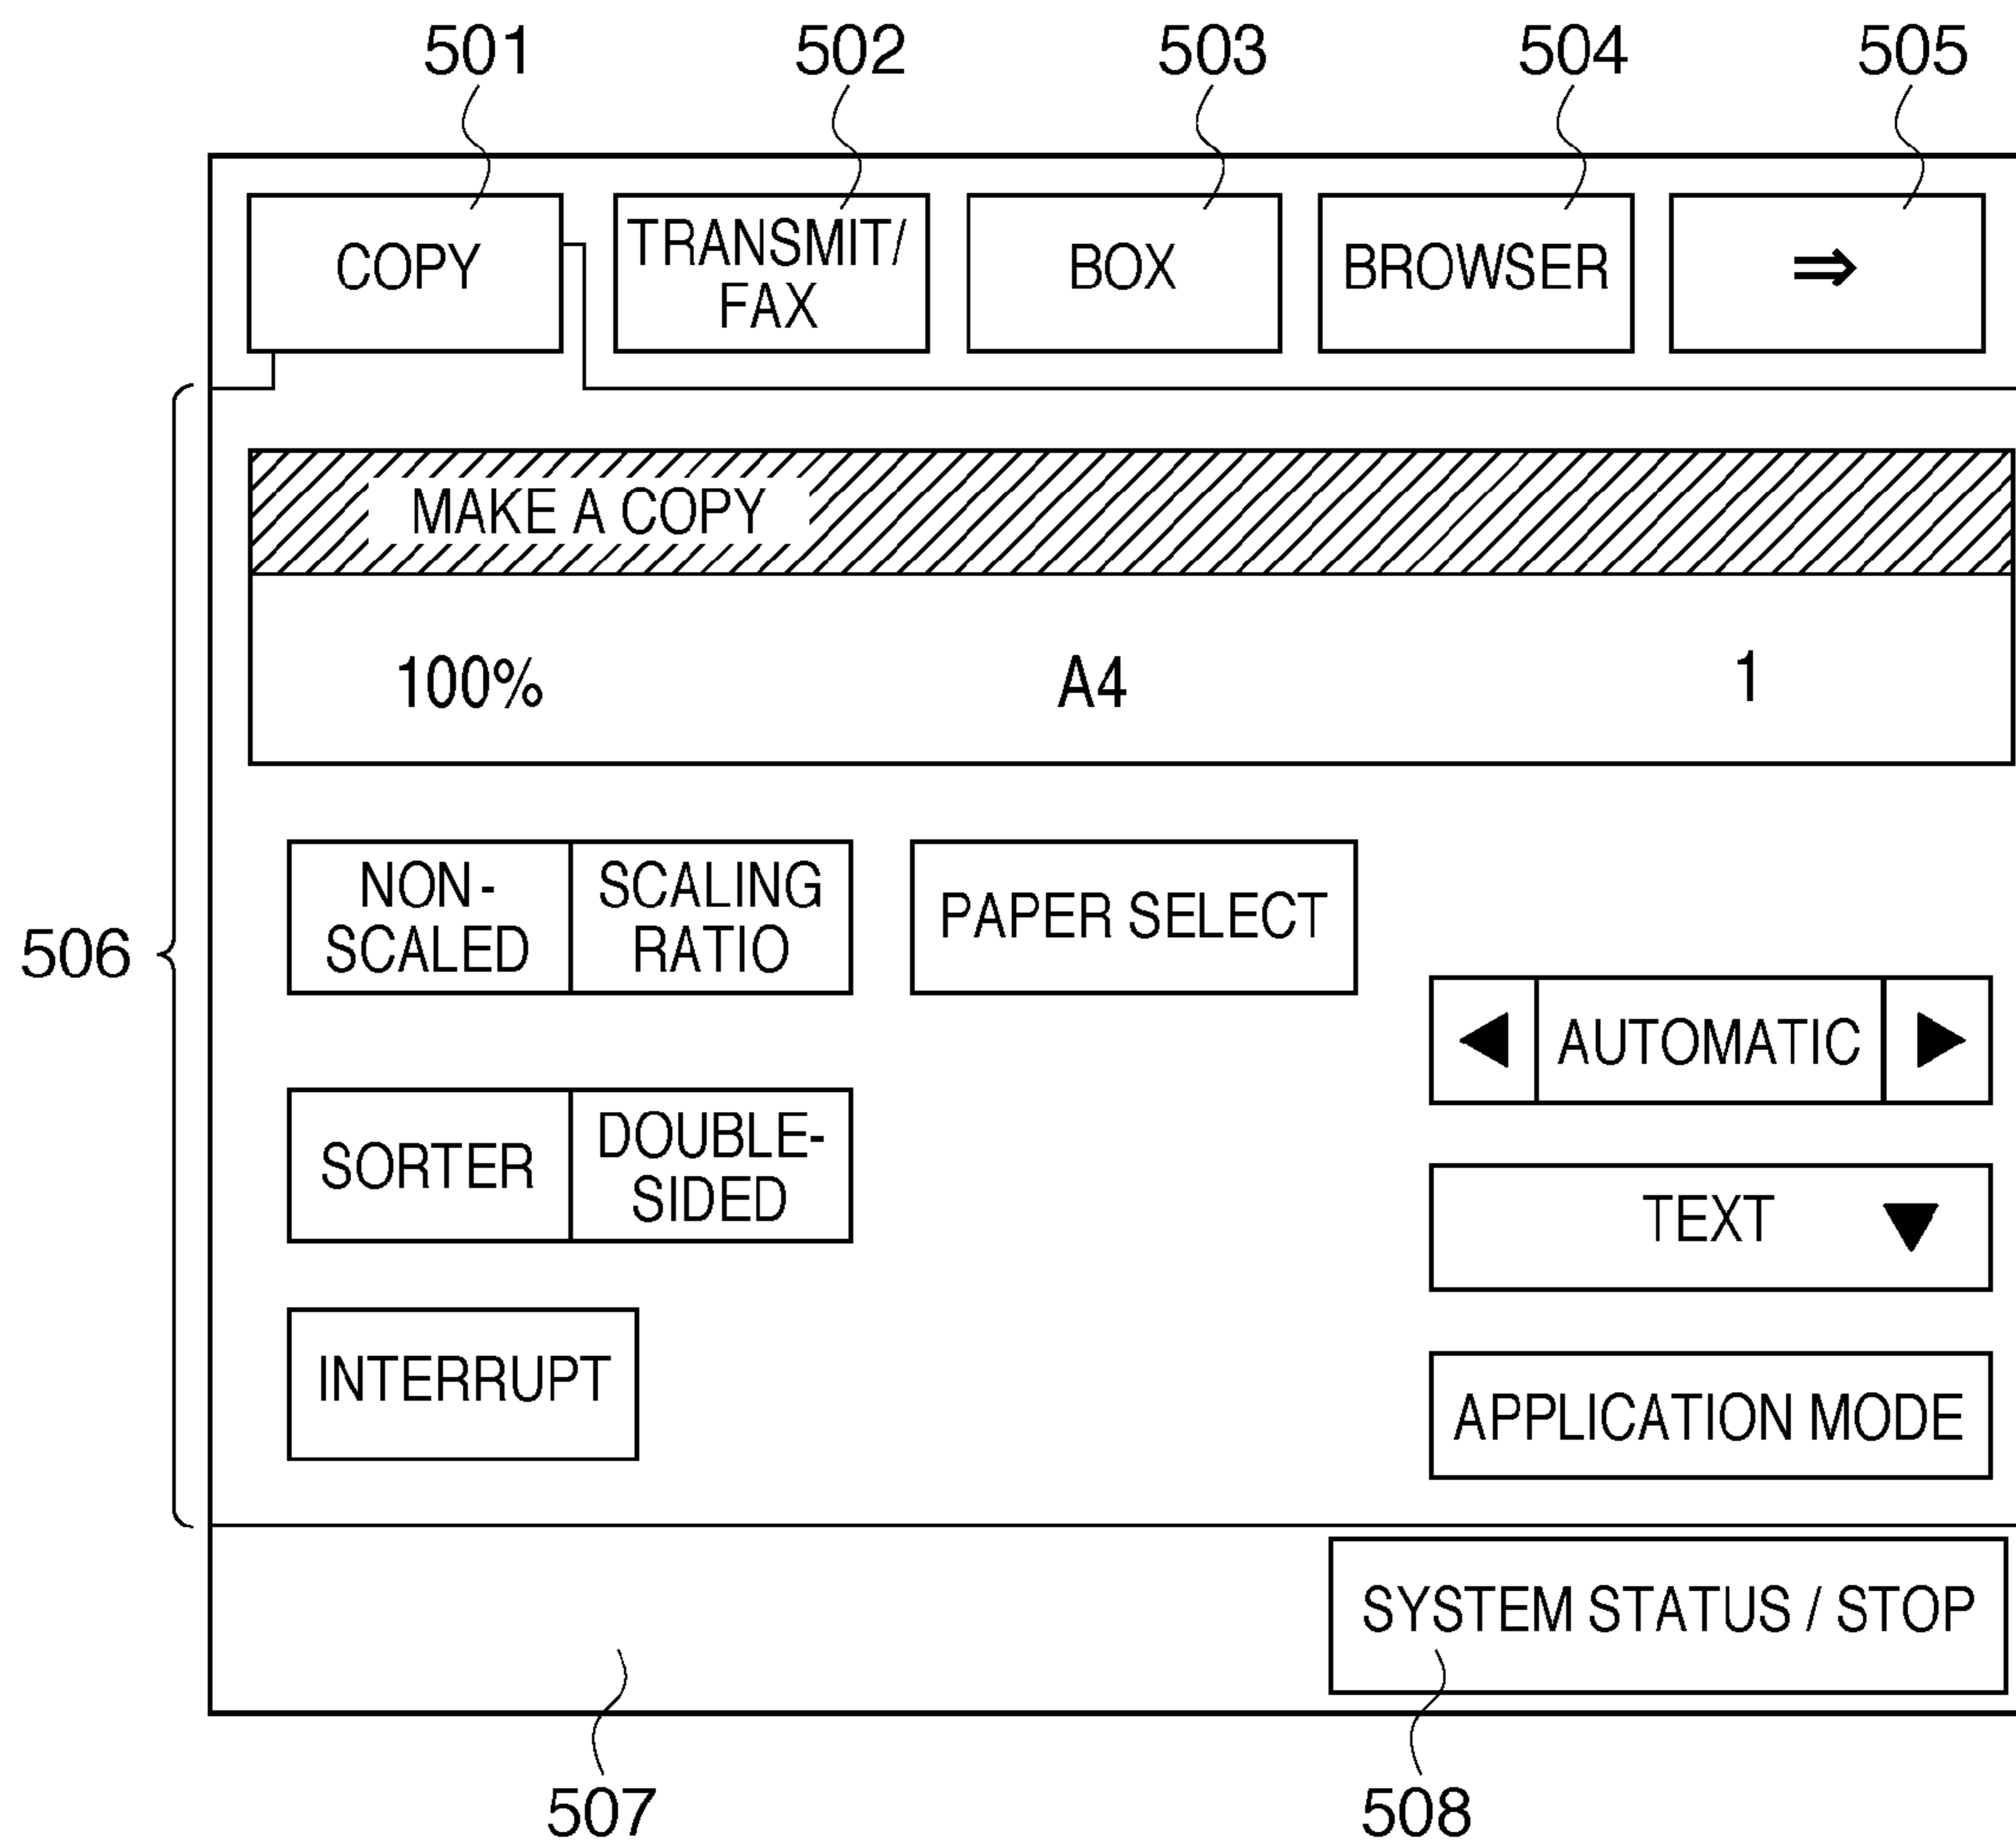 501
502
503
504
505
COPY
TRANSMIT/
FAX
BOX
BROWSER
⇒
MAKE A COPY
100%
A4
1
506
NON-
SCALED
SCALING
RATIO
PAPER SELECT
AUTOMATIC
SORTER
DOUBLE-
SIDED
TEXT
INTERRUPT
APPLICATION MODE
SYSTEM STATUS / STOP
507
508